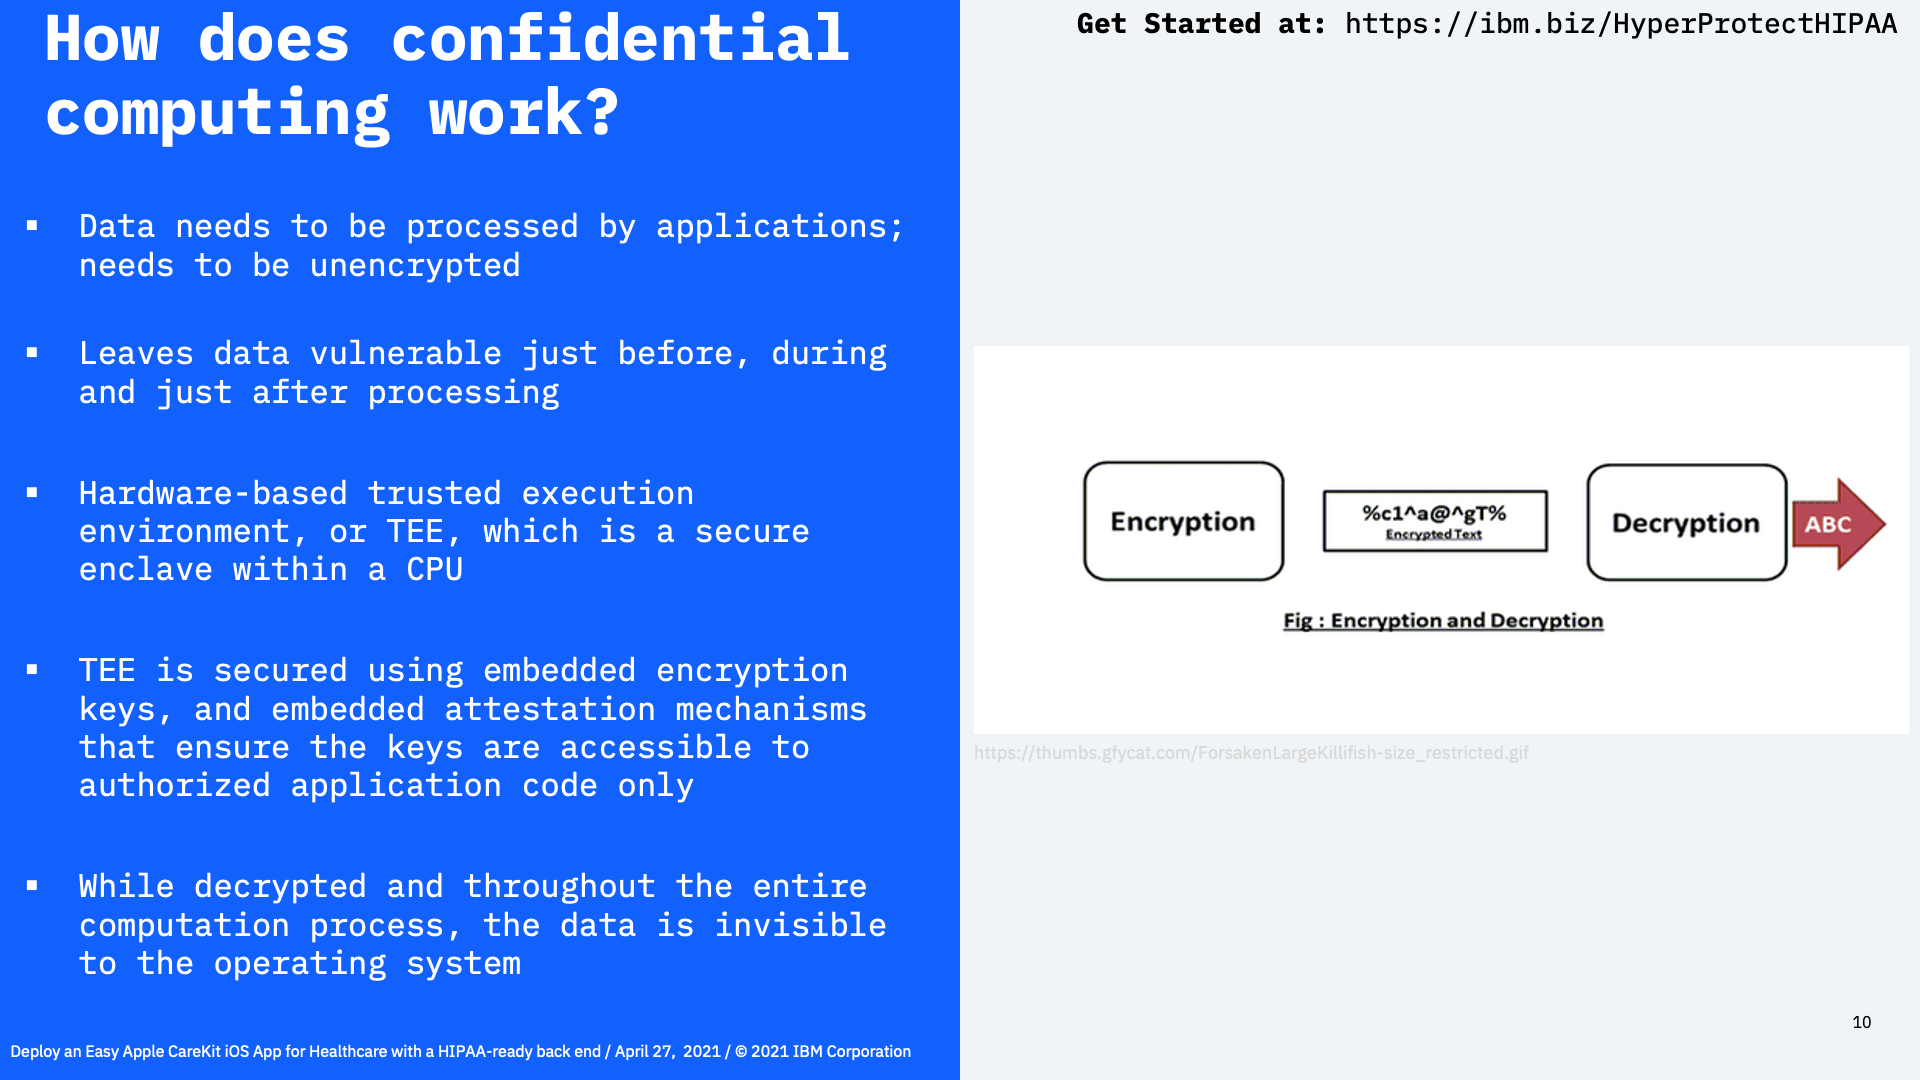 How does confidential
computing work?
Get Started at: https://ibm.biz/HyperProtectHIPAA
▪ Data needs to be processed by applications;
needs to be unencrypted
▪ Leaves data vulnerable just before, during
and just after processing
▪ Hardware-based trusted execution
environment, or TEE, which is a secure
enclave within a CPU
▪ TEE is secured using embedded encryption
keys, and embedded attestation mechanisms
that ensure the keys are accessible to
authorized application code only
▪ While decrypted and throughout the entire
computation process, the data is invisible
to the operating system
Encryption
%c1^a@^gT%
Encrypted Text
Decryption
ABC
Fig : Encryption and Decryption
https://thumbs.gfycat.com/ForsakenLargeKillifish-size_restricted.gif
10
Deploy an Easy Apple CareKit iOS App for Healthcare with a HIPAA-ready back end / April 27, 2021 / © 2021 IBM Corporation